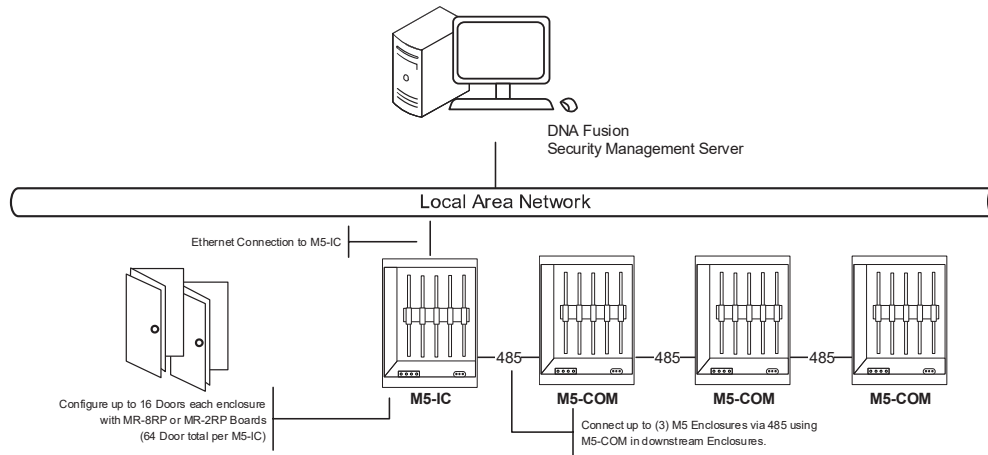 DNA Fusion
Security Management Server
Local Area Network
Ethernet Connection to M5-IC
485
485
485
M5-IC
M5-COM
M5-COM
M5-COM
Configure up to 16 Doors each enclosure
with MR-8RP or MR-2RP Boards
(64 Door total per M5-IC)
Connect up to (3) M5 Enclosures via 485 using
M5-COM in downstream Enclosures.